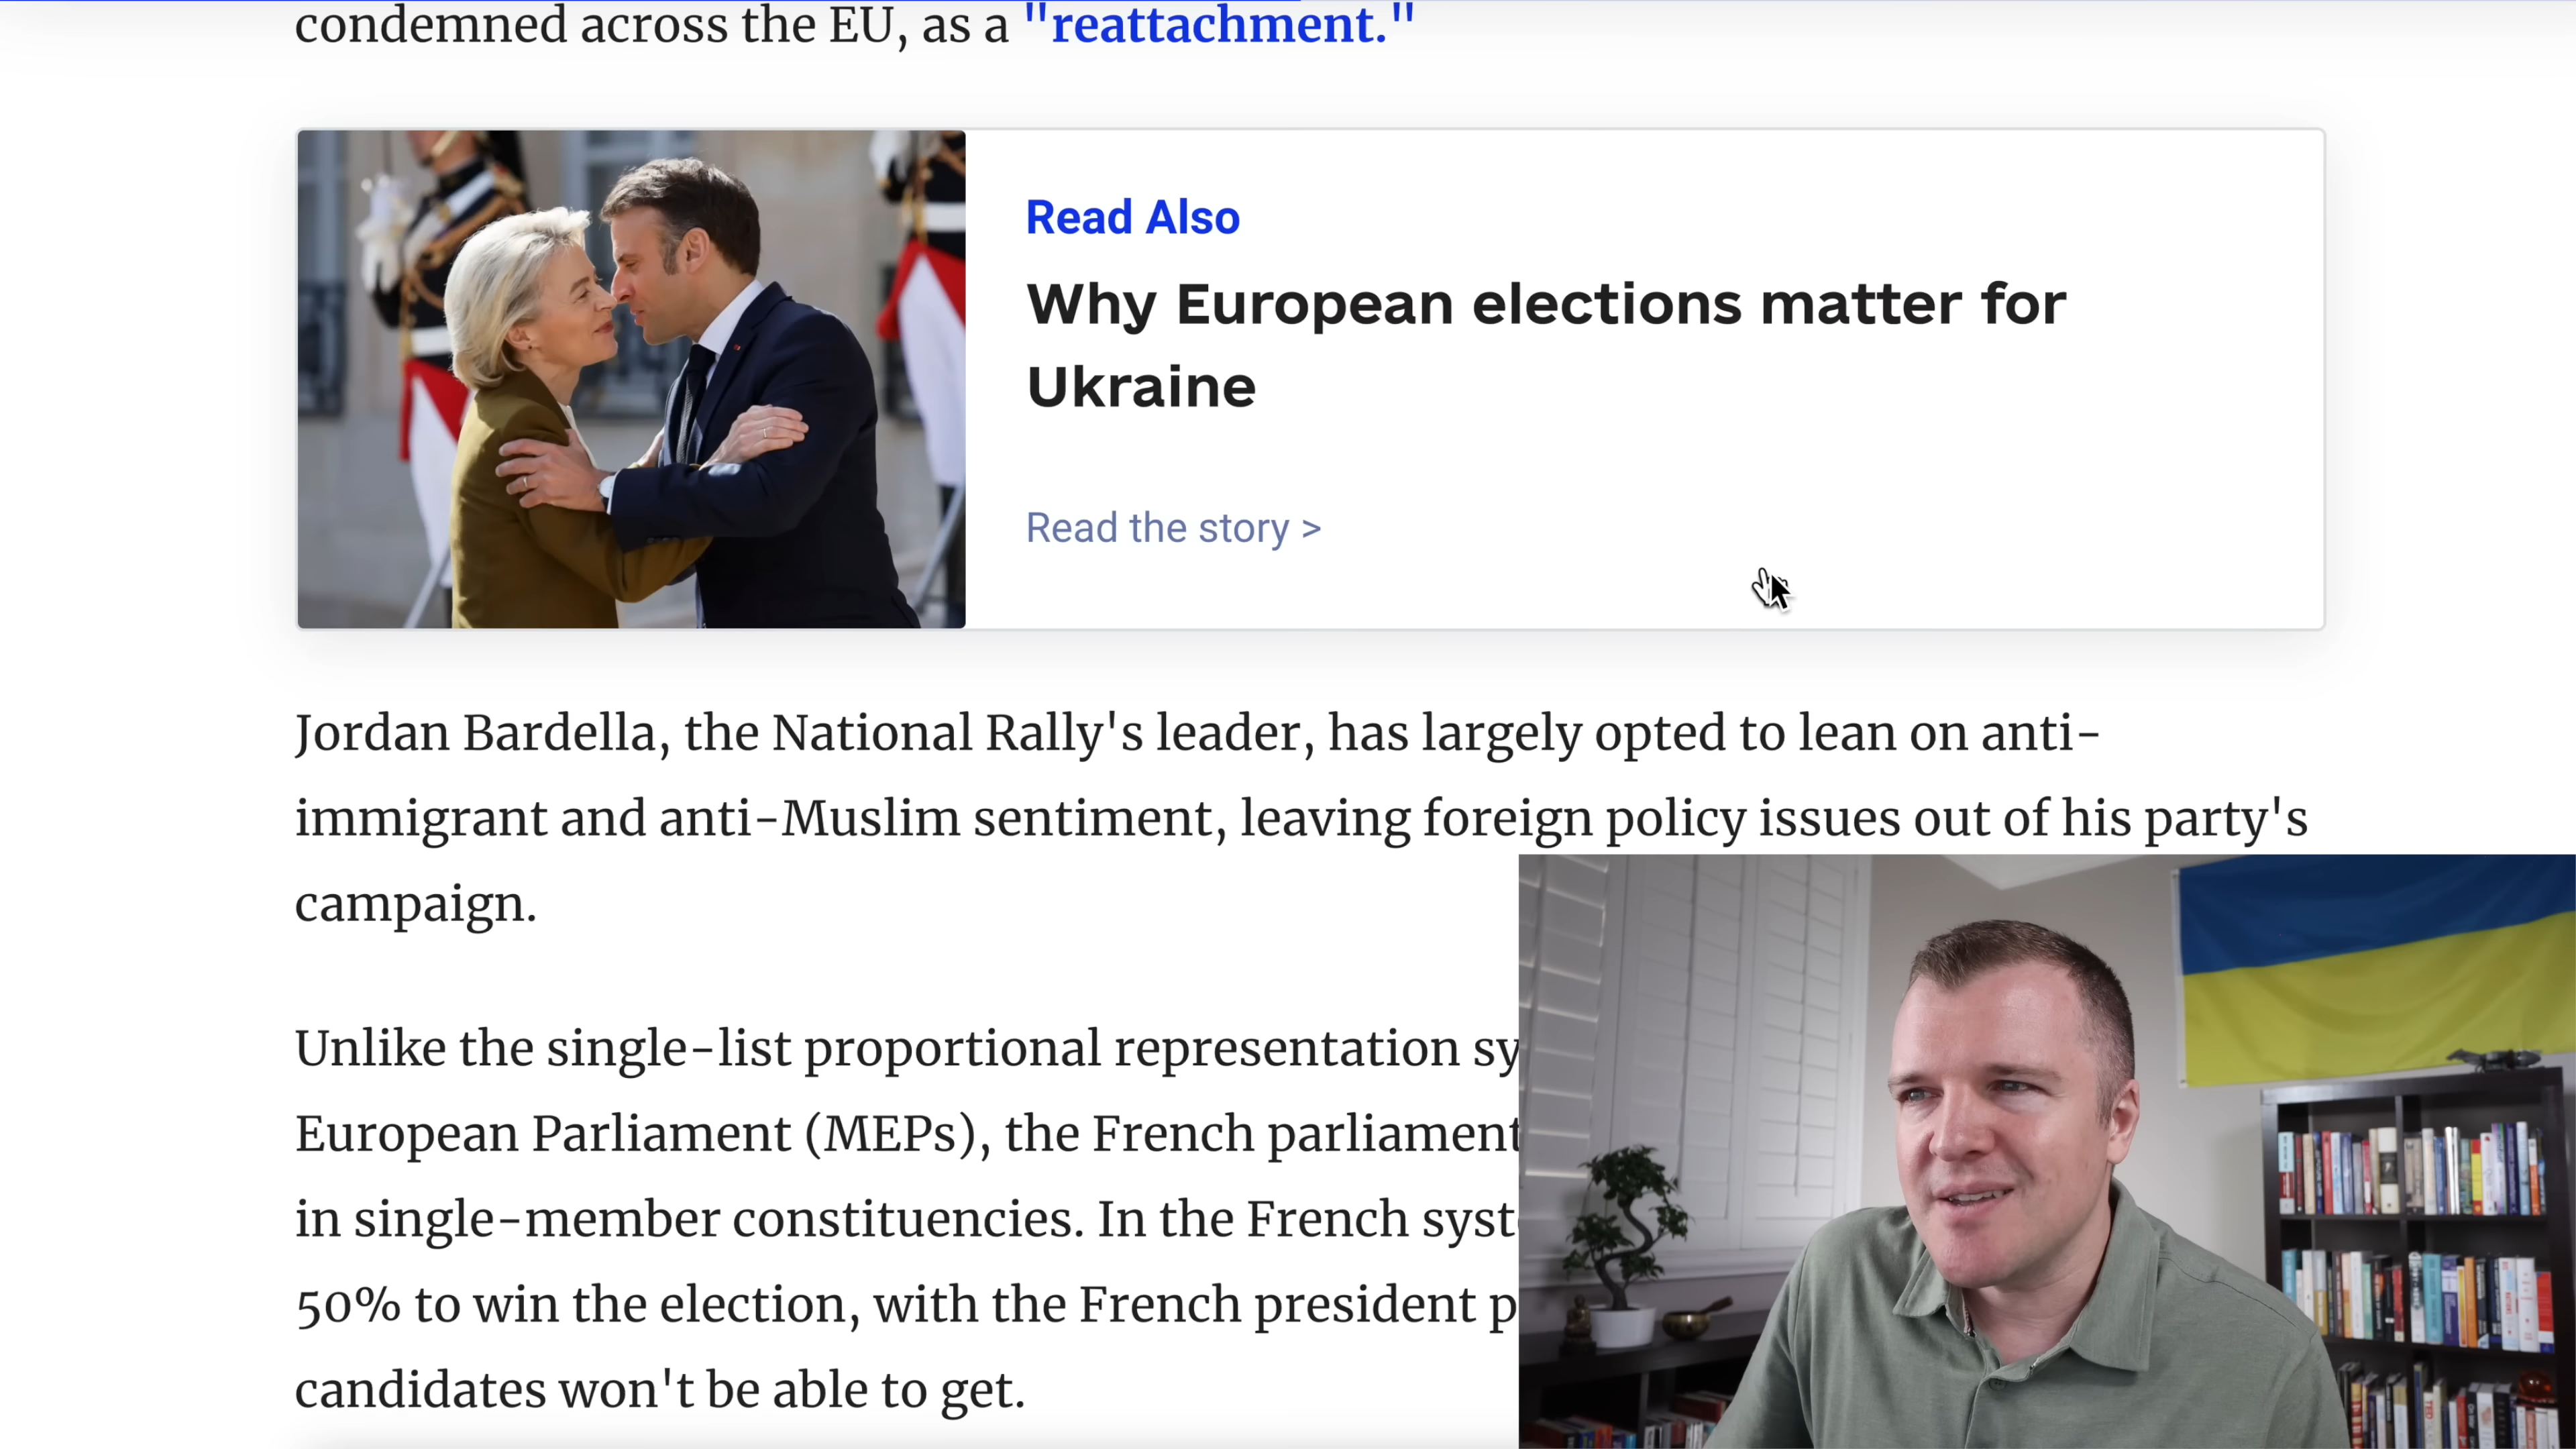 condemned across the EU, as a "reattachment."
Read Also
Why European elections matter for
Ukraine
Read the story >
Jordan Bardella, the National Rally's leader, has largely opted to lean on anti-
immigrant and anti-Muslim sentiment, leaving foreign policy issues out of his party's
campaign.
Unlike the single-list proportional representation sy
European Parliament (MEPs), the French parliament
in single-member constituencies. In the French syst
50% to win the election, with the French president p
candidates won't be able to get.